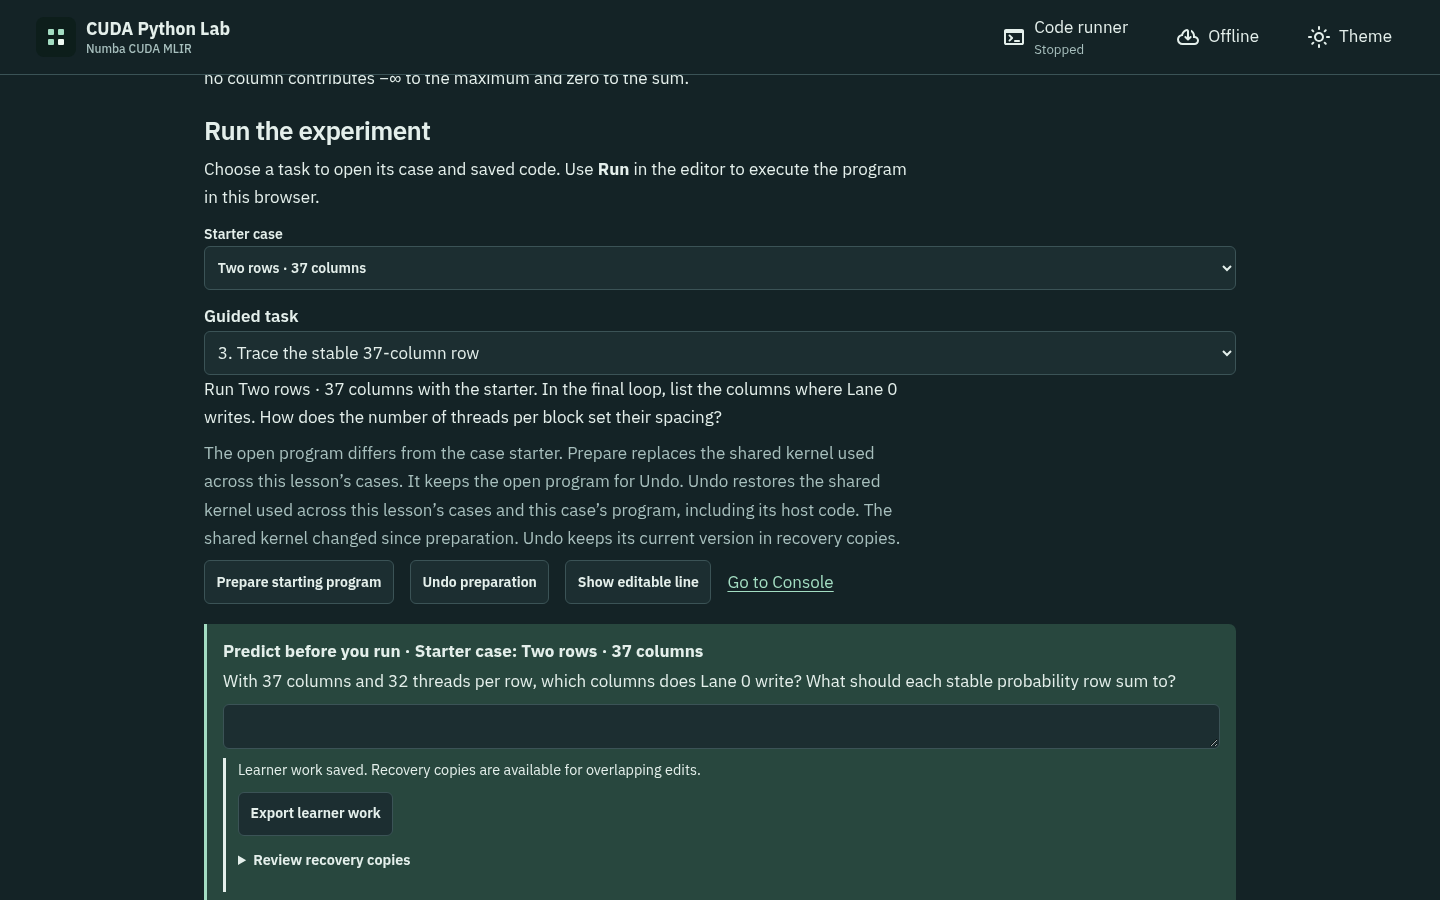 CUDA Python Lab
Numba CUDA MLIR
Code runner
Stopped
Offline
Theme
no column contributes −∞ to the maximum and zero to the sum.
Run the experiment
Choose a task to open its case and saved code. Use Run in the editor to execute the program
in this browser.
Starter case
Two rows · 37 columns
Guided task
3. Trace the stable 37-column row
Run Two rows · 37 columns with the starter. In the final loop, list the columns where Lane 0
writes. How does the number of threads per block set their spacing?
The open program differs from the case starter. Prepare replaces the shared kernel used
across this lesson’s cases. It keeps the open program for Undo. Undo restores the shared
kernel used across this lesson’s cases and this case’s program, including its host code. The
shared kernel changed since preparation. Undo keeps its current version in recovery copies.
Prepare starting program
Undo preparation
Show editable line
Go to Console
Predict before you run · Starter case: Two rows · 37 columns
With 37 columns and 32 threads per row, which columns does Lane 0 write? What should each stable probability row sum to?
Learner work saved. Recovery copies are available for overlapping edits.
Export learner work
Review recovery copies